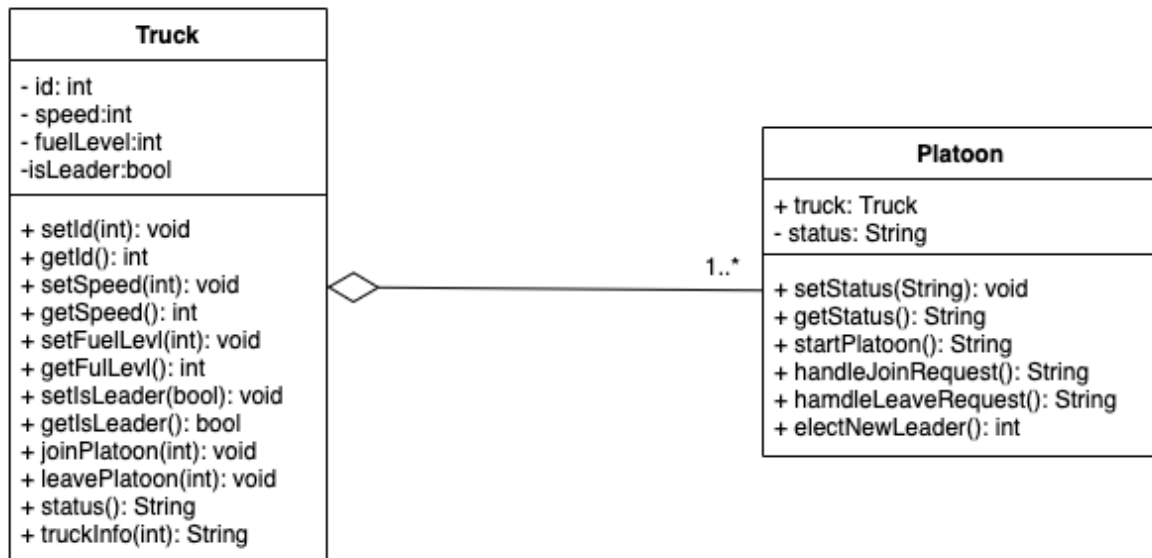 Truck
- id: int
- speed:int
- fuelLevel:int
-isLeader:bool
+ setId(int): void
+ getId(): int
+ setSpeed(int): void
+ getSpeed(): int
+ setFuelLevl(int): void
+ getFulLevl(): int
+ setIsLeader(bool): void
+ getIsLeader(): bool
+ joinPlatoon(int): void
+ leavePlatoon(int): void
+ status(): String
+ truckInfo(int): String
1..*
Platoon
+ truck: Truck
- status: String
+ setStatus(String): void
+ getStatus(): String
+ startPlatoon(): String
+ handleJoinRequest(): String
+ hamdleLeaveRequest(): String
+ electNewLeader(): int